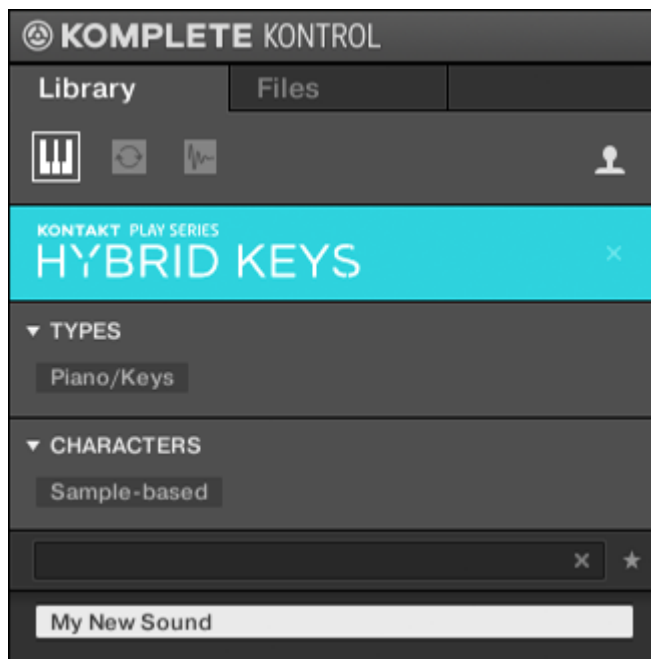 KOMPLETE KONTROL
Library Files
KONTAKT PLAY SERIES
HYBRID KEYS
TYPES
Piano/Keys
CHARACTERS
Sample-based
My New Sound